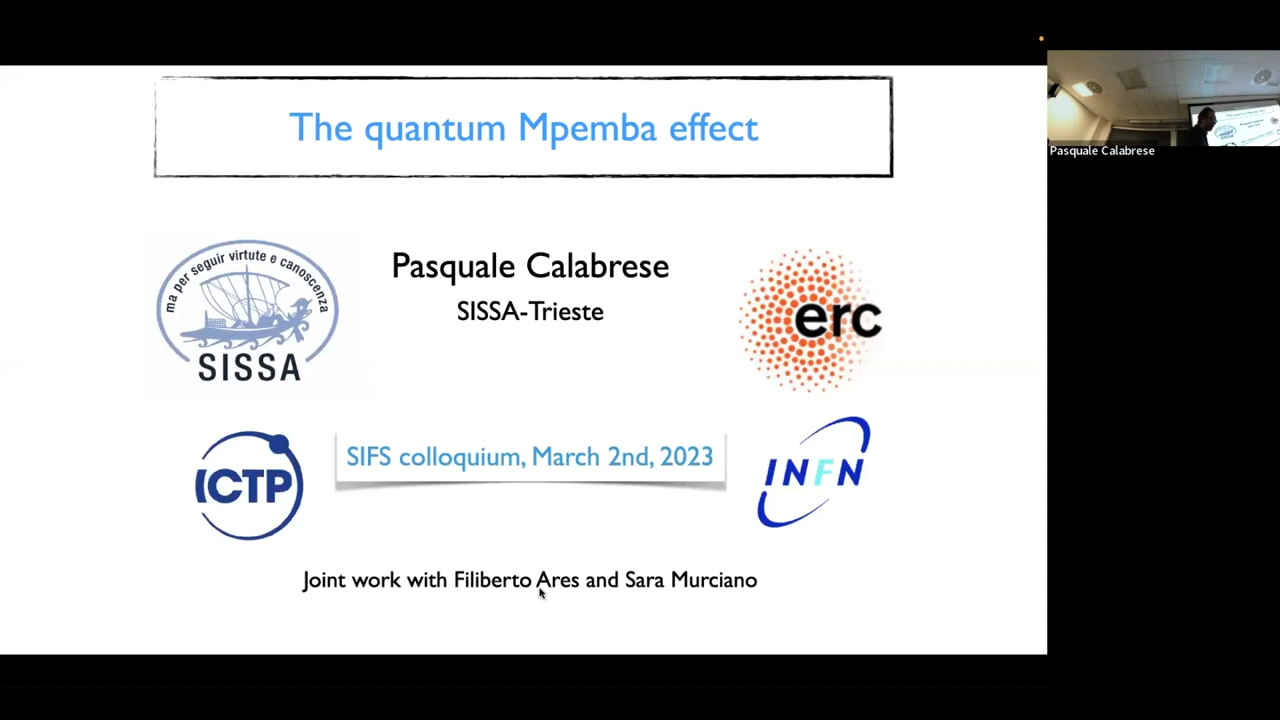 The quantum Mpemba effect
ma per seguir virtute e canoscenza
SISSA
Pasquale Calabrese
SISSA-Trieste
erc
ICTP
SIFS colloquium, March 2nd, 2023
INFN
Joint work with Filiberto Ares and Sara Murciano
Pasquale Calabrese